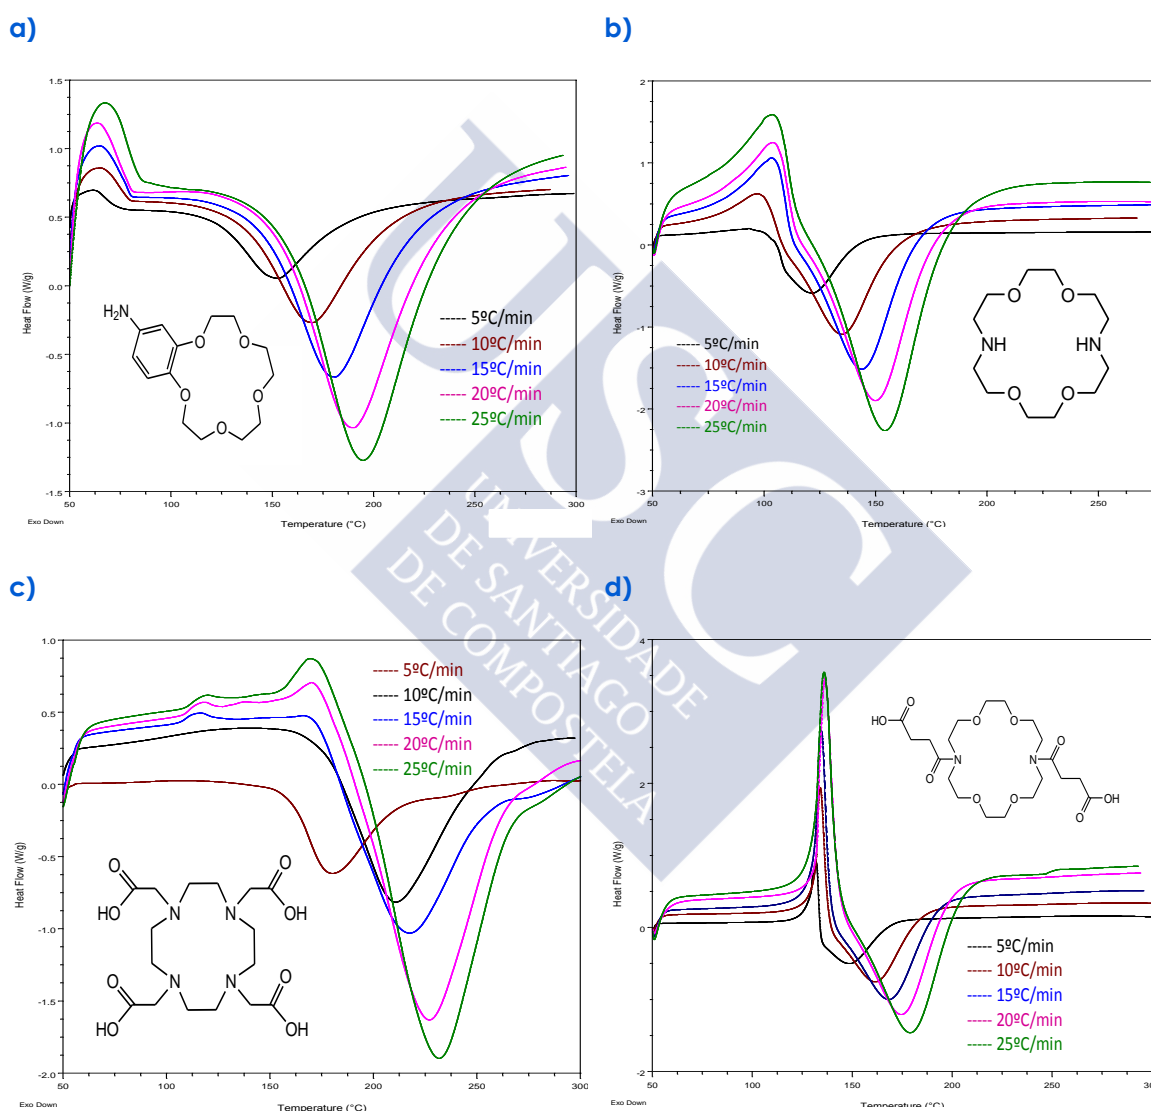 a)
1.5
1.0
0.5
0.0
-0.5
-1.0
-1.5
Heat Flow (W/g)
50
100
150
200
250
300
Exo Down
Temperature (°C)
H₂N
O
O
O
O
O
5ºC/min
10ºC/min
15ºC/min
20ºC/min
25ºC/min
b)
2
1
0
-1
-2
-3
Heat Flow (W/g)
50
100
150
200
250
Exo Down
Temperature (°C)
5ºC/min
10ºC/min
15ºC/min
20ºC/min
25ºC/min
O
O
NH
HN
O
O
c)
1.0
0.5
0.0
-0.5
-1.0
-1.5
-2.0
Heat Flow (W/g)
50
100
150
200
250
300
Exo Down
Temperature (°C)
5ºC/min
10ºC/min
15ºC/min
20ºC/min
25ºC/min
O
O
HO
N
N
OH
O
N
N
O
HO
OH
d)
4
2
0
-2
Heat Flow (W/g)
50
100
150
200
250
Exo Down
Temperature (°C)
HO
O
O
O
O
N
N
O
O
O
O
OH
5ºC/min
10ºC/min
15ºC/min
20ºC/min
25ºC/min
USC
UNIVERSIDADE
DE SANTIAGO
DE COMPOSTELA